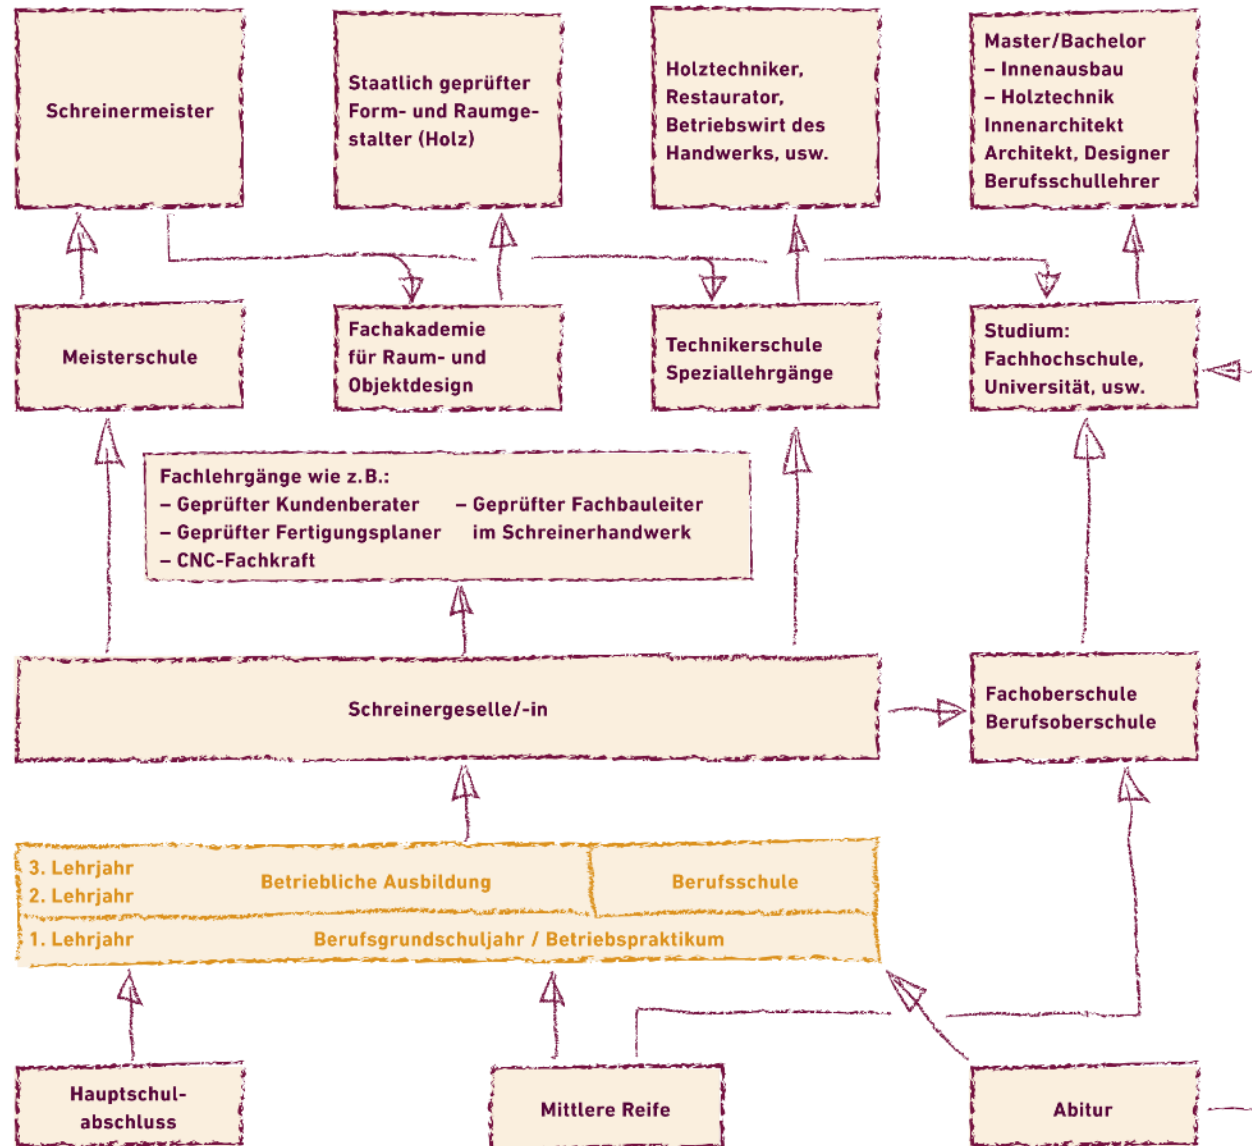 Schreinermeister
Staatlich geprüfter
Form- und Raumge-
stalter (Holz)
Holztechniker,
Restaurator,
Betriebswirt des
Handwerks, usw.
Master/Bachelor
– Innenausbau
– Holztechnik
Innenarchitekt
Architekt, Designer
Berufsschullehrer
Meisterschule
Fachakademie
für Raum- und
Objektdesign
Technikerschule
Speziallehrgänge
Studium:
Fachhochschule,
Universität, usw.
Fachlehrgänge wie z.B.:
– Geprüfter Kundenberater
– Geprüfter Fertigungsplaner
– CNC-Fachkraft
– Geprüfter Fachbauleiter
im Schreinerhandwerk
Schreinergeselle/-in
Fachoberschule
Berufsoberschule
3. Lehrjahr
2. Lehrjahr
Betriebliche Ausbildung
Berufsschule
1. Lehrjahr
Berufsgrundschuljahr / Betriebspraktikum
Hauptschul-
abschluss
Mittlere Reife
Abitur